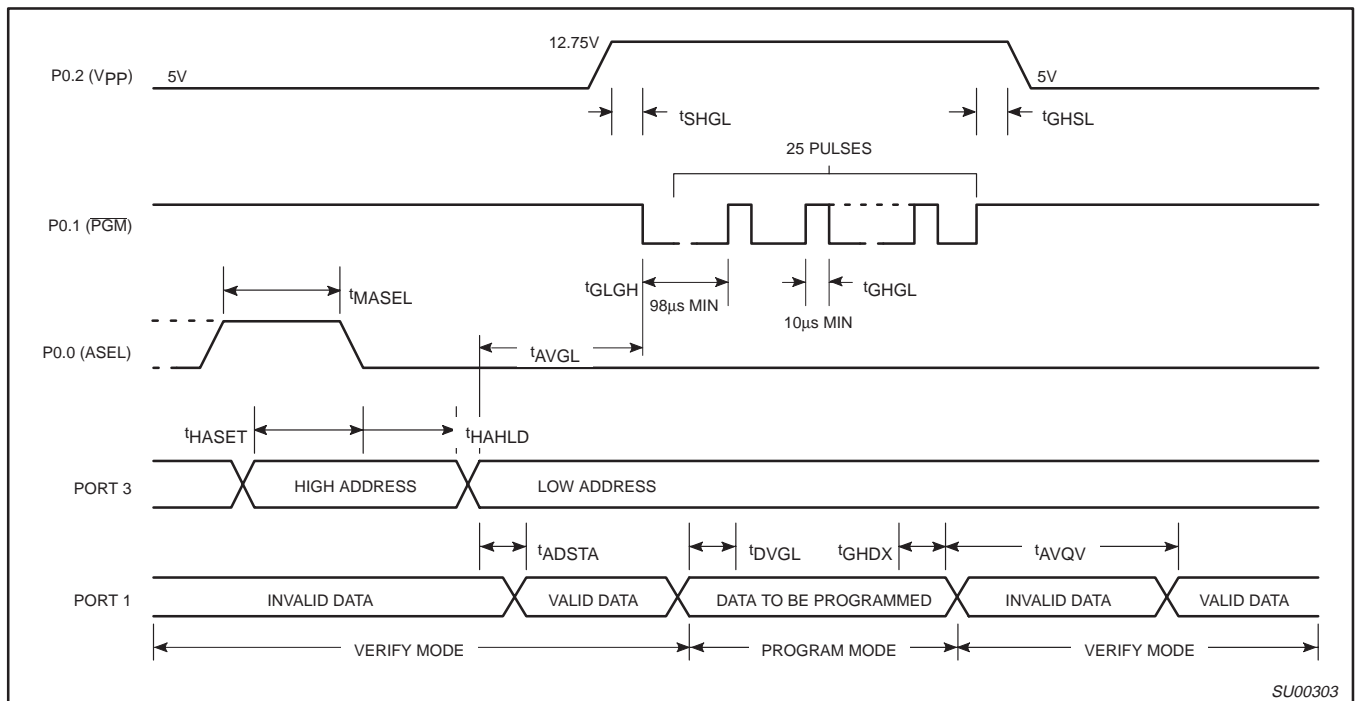 12.75V
P0.2 (VPP)
5V
5V
tSHGL
tGHSL
25 PULSES
P0.1 (PGM)
tMASEL
tGLGH
98µs MIN
tGHGL
10µs MIN
P0.0 (ASEL)
tAVGL
tHASET
tHAHLD
PORT 3
HIGH ADDRESS
LOW ADDRESS
tADSTA
tDVGL
tGHDX
tAVQV
PORT 1
INVALID DATA
VALID DATA
DATA TO BE PROGRAMMED
INVALID DATA
VALID DATA
VERIFY MODE
PROGRAM MODE
VERIFY MODE
SU00303